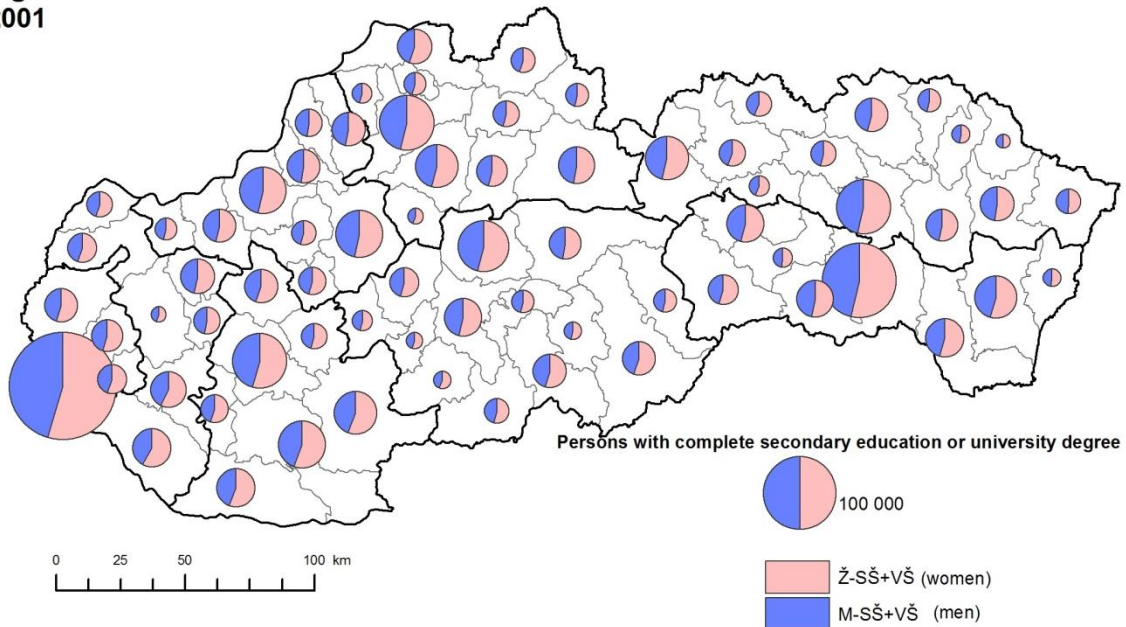 2001
Persons with complete secondary education or university degree
100 000
0 25 50 100 km
Ž-SŠ+VŠ (women)
M-SŠ+VŠ (men)